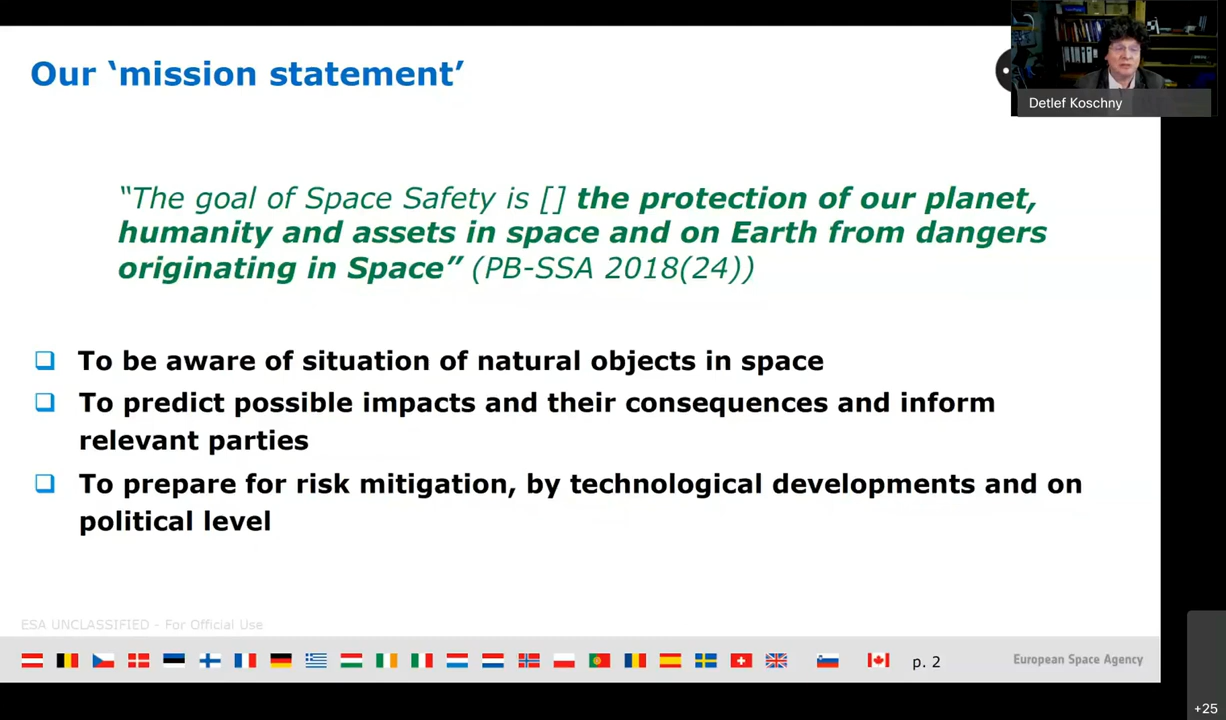 Our ‘mission statement’
Detlef Koschny
“The goal of Space Safety is [] the protection of our planet,
humanity and assets in space and on Earth from dangers
originating in Space” (PB-SSA 2018(24))
To be aware of situation of natural objects in space
To predict possible impacts and their consequences and inform
relevant parties
To prepare for risk mitigation, by technological developments and on
political level
ESA UNCLASSIFIED - For Official Use
p. 2
European Space Agency
+25